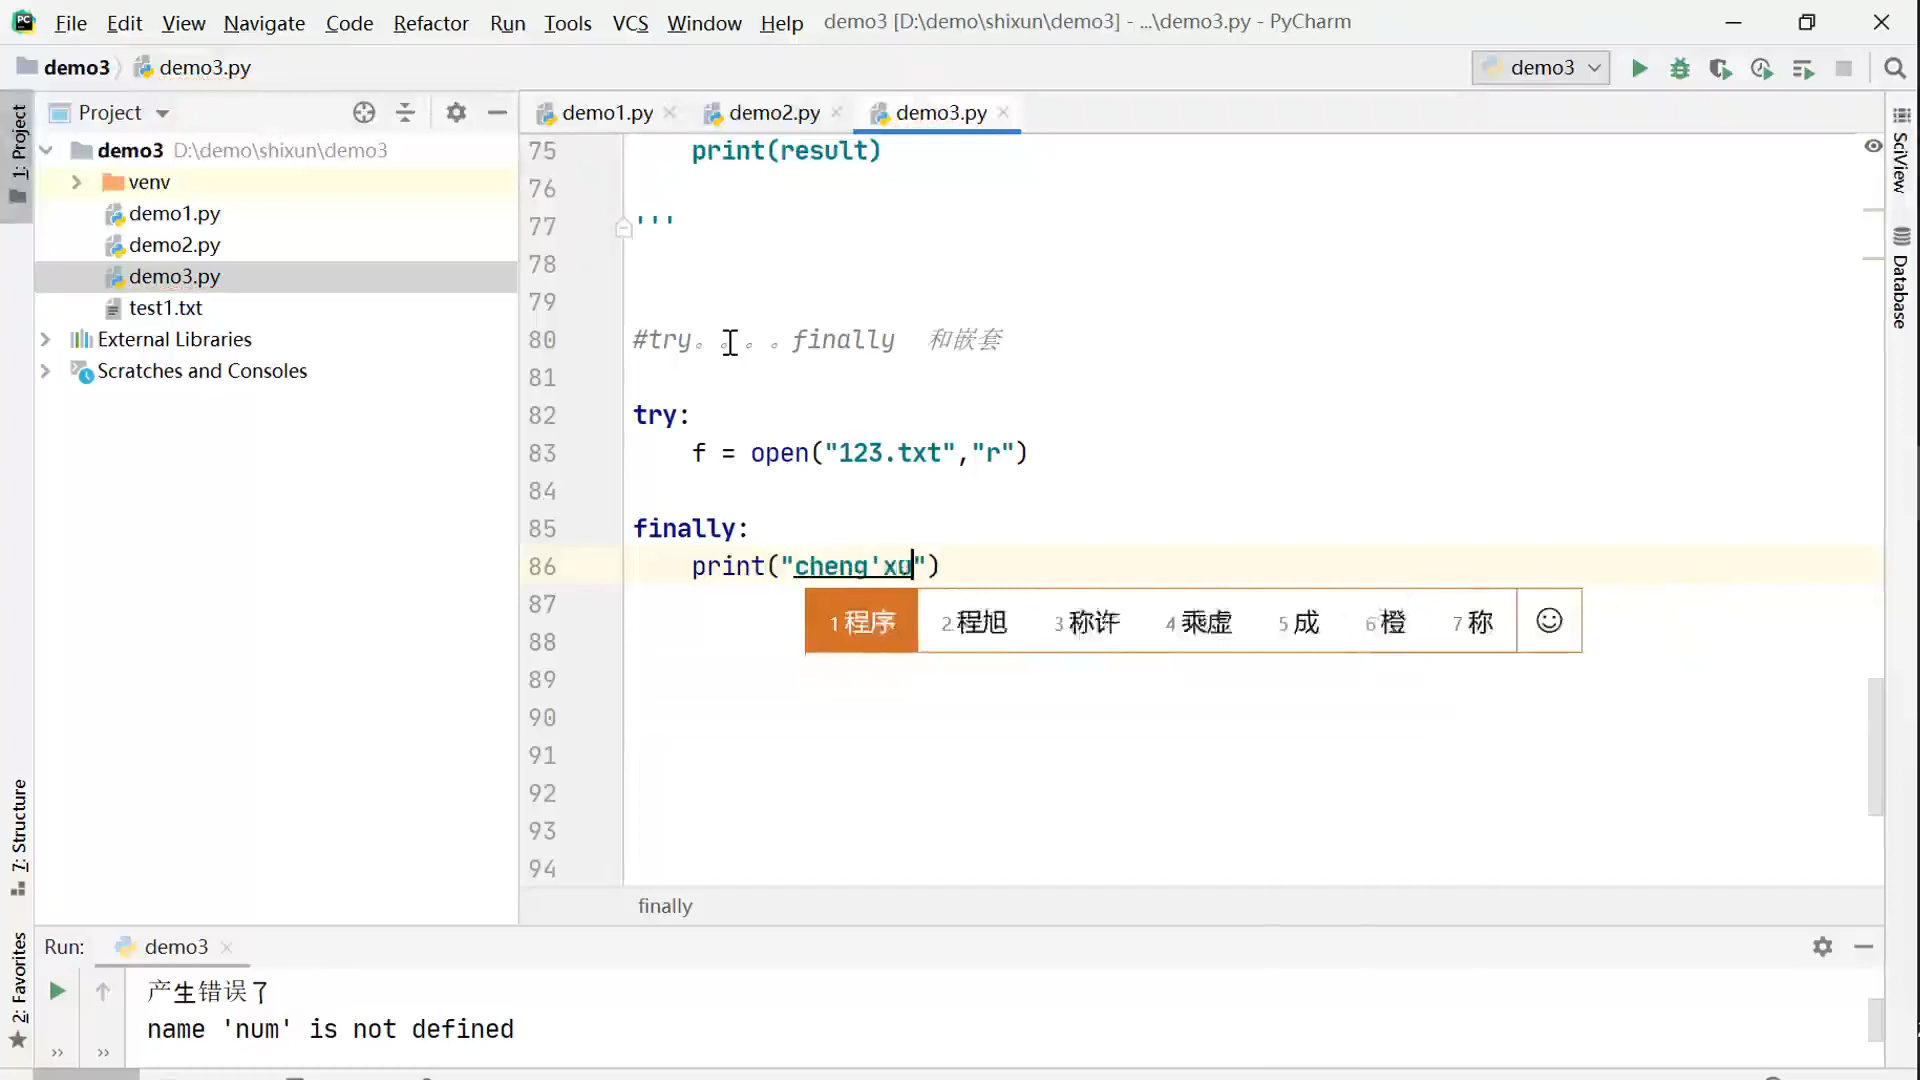 File Edit View Navigate Code Refactor Run Tools VCS Window Help demo3 [D:\demo\shixun\demo3] - ...\demo3.py - PyCharm
demo3 demo3.py demo3
1: Project
Project
demo3 D:\demo\shixun\demo3
venv
demo1.py
demo2.py
demo3.py
test1.txt
External Libraries
Scratches and Consoles
demo1.py demo2.py demo3.py
75 print(result)
76
77 '''
78
79
80 #try。。。。finally 和嵌套
81
82 try:
83 f = open("123.txt","r")
84
85 finally:
86 print("cheng'xu")
1 程序 2 程旭 3 称许 4 乘虚 5 成 6 橙 7 称
87
88
89
90
91
92
93
94
finally
SciView
Database
7: Structure
2: Favorites
Run: demo3
产生错误了
name 'num' is not defined